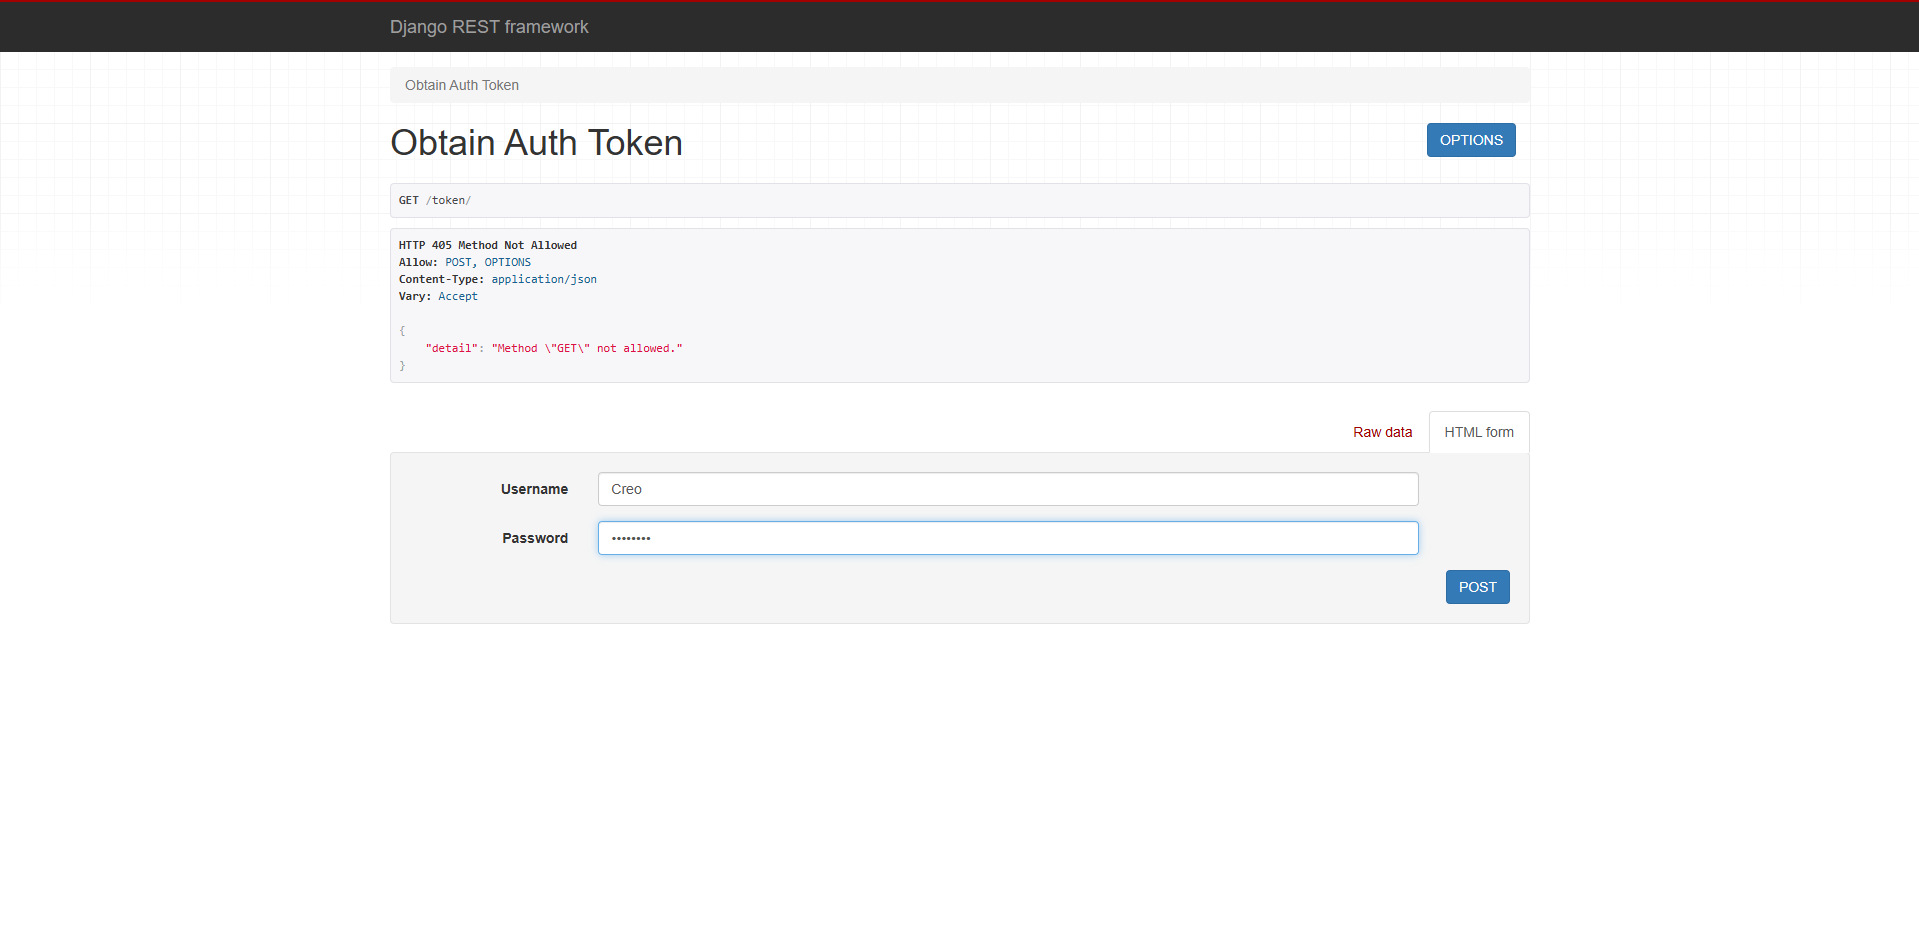 Django REST framework
Obtain Auth Token
Obtain Auth Token
OPTIONS
GET /token/
HTTP 405 Method Not Allowed
Allow: POST, OPTIONS
Content-Type: application/json
Vary: Accept
{
    "detail": "Method \"GET\" not allowed."
}
Raw data
HTML form
Username
Creo
Password
••••••••
POST